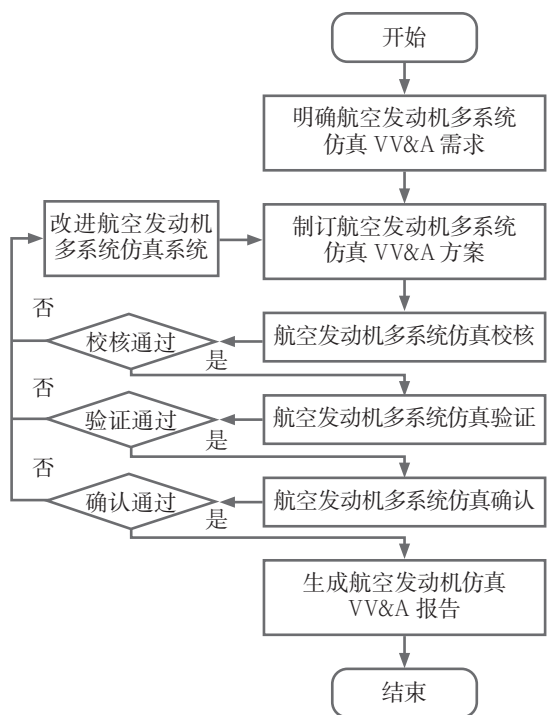 开始
明确航空发动机多系统
仿真 VV&A 需求
改进航空发动机
多系统仿真系统
制订航空发动机多系统
仿真 VV&A 方案
否
校核通过
是
航空发动机多系统仿真校核
否
验证通过
是
航空发动机多系统仿真验证
否
确认通过
是
航空发动机多系统仿真确认
生成航空发动机仿真
VV&A 报告
结束